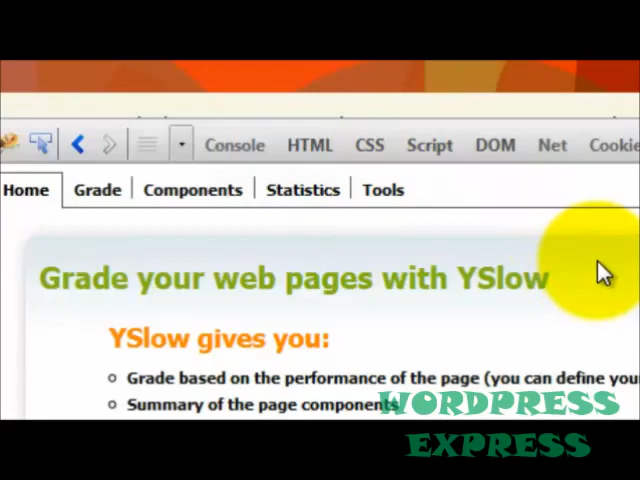 Console HTML CSS Script DOM Net Cookie
Home Grade Components Statistics Tools
Grade your web pages with YSlow
YSlow gives you:
Grade based on the performance of the page (you can define your
Summary of the page components
WORDPRESS
EXPRESS